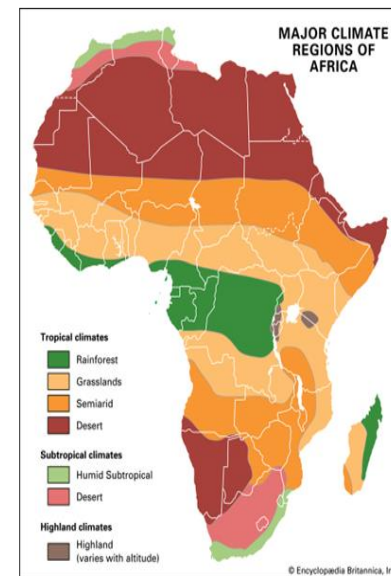 MAJOR CLIMATE
REGIONS OF
AFRICA
Tropical climates
Rainforest
Grasslands
Semiarid
Desert
Subtropical climates
Humid Subtropical
Desert
Highland climates
Highland
(varies with altitude)
© Encyclopædia Britannica, In